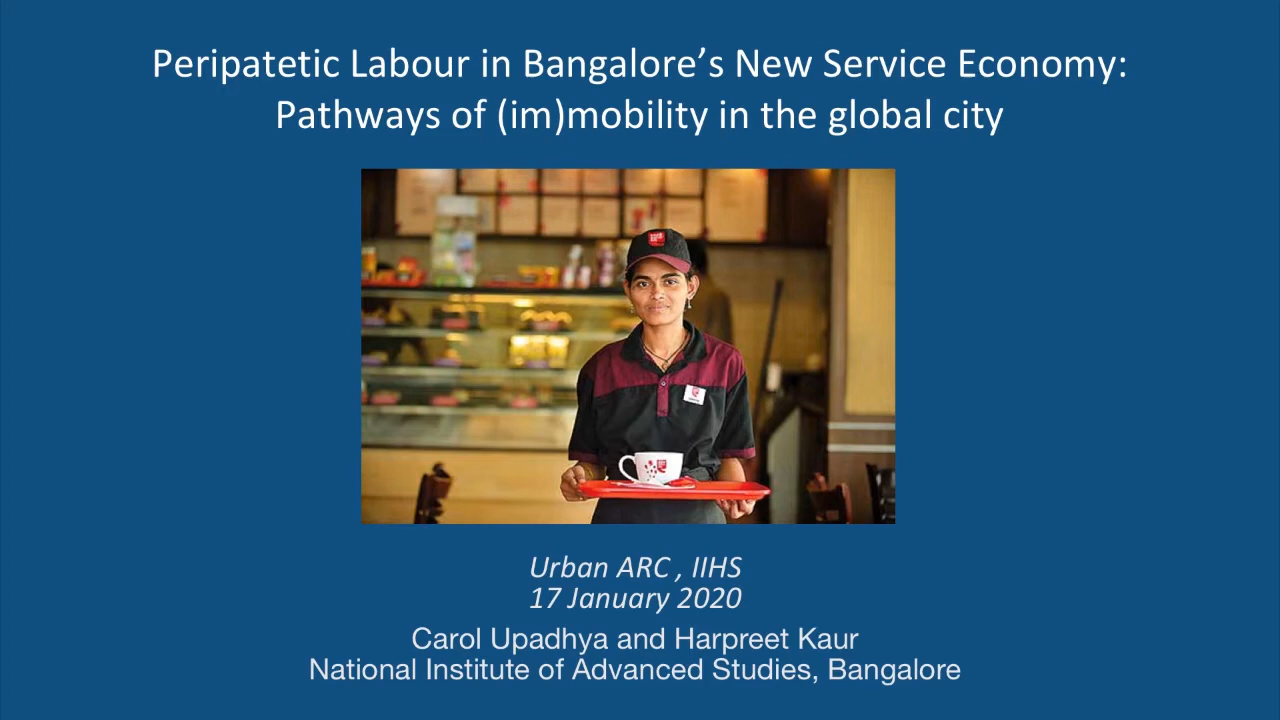 Peripatetic Labour in Bangalore’s New Service Economy:
Pathways of (im)mobility in the global city
Urban ARC , IIHS
17 January 2020
Carol Upadhya and Harpreet Kaur
National Institute of Advanced Studies, Bangalore